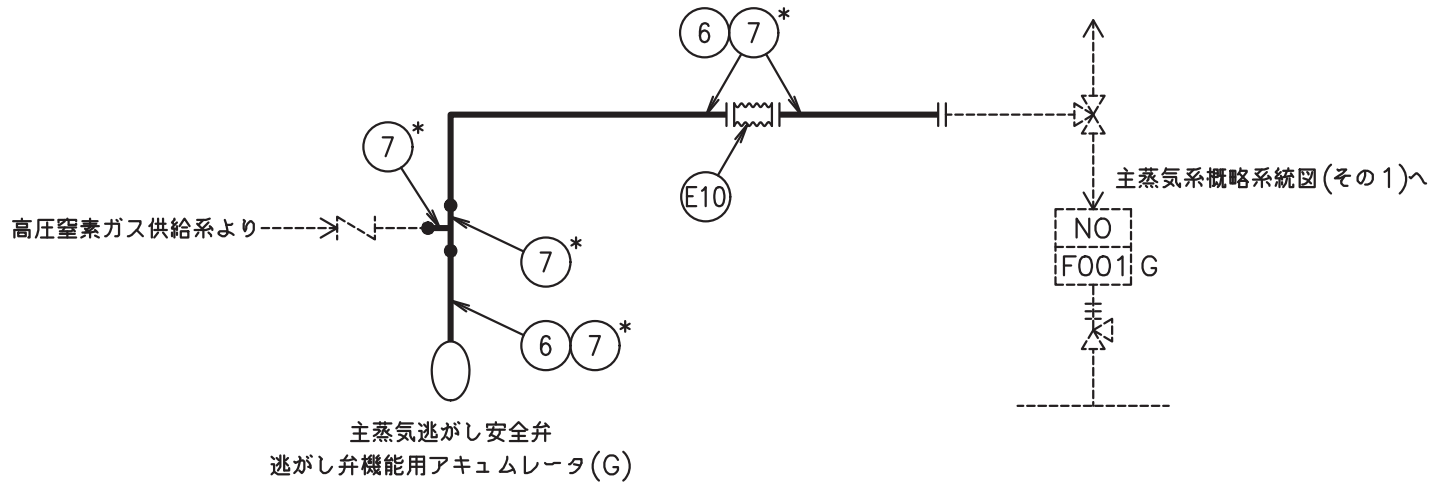 6 7*
7*
主蒸気系概略系統図(その1)へ
E10
高圧窒素ガス供給系より
NO
7*
F001 G
6 7*
主蒸気逃がし安全弁
逃がし弁機能用アキュムレータ(G)